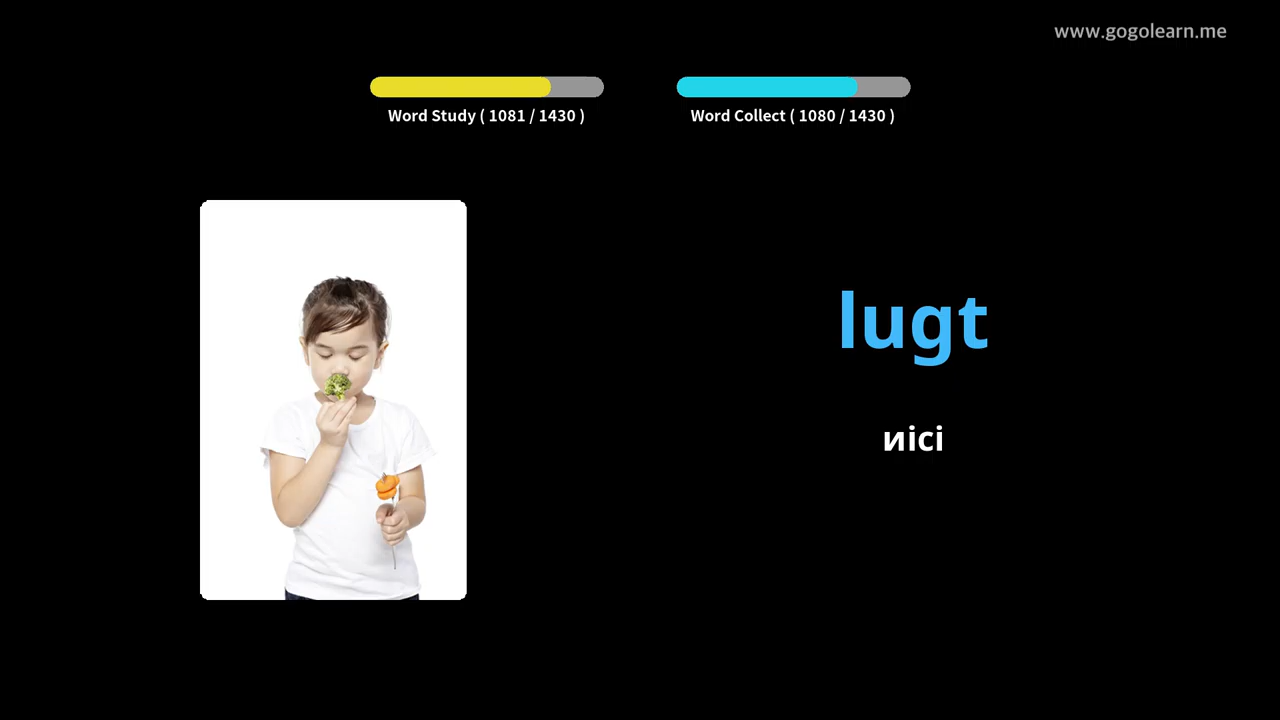 www.gogolearn.me
Word Study ( 1081 / 1430 )
Word Collect ( 1080 / 1430 )
lugt
иісі